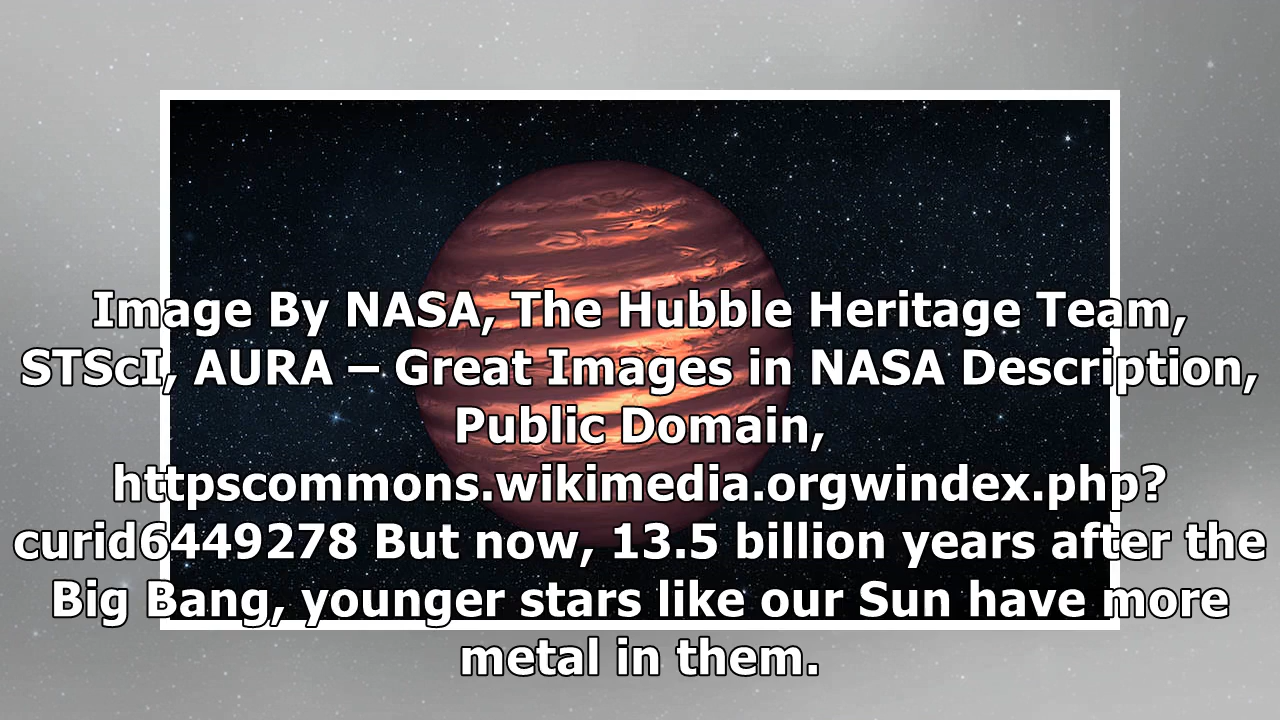 Image By NASA, The Hubble Heritage Team,
STScI, AURA – Great Images in NASA Description,
Public Domain,
httpscommons.wikimedia.orgwindex.php?
curid6449278 But now, 13.5 billion years after the
Big Bang, younger stars like our Sun have more
metal in them.